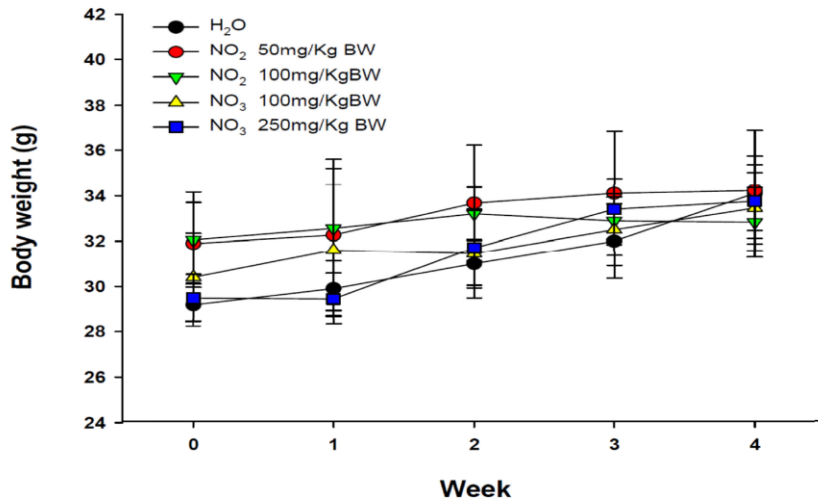 42
40
38
36
34
32
30
28
26
24
Body weight (g)
H₂O
NO₂ 50mg/Kg BW
NO₂ 100mg/KgBW
NO₃ 100mg/KgBW
NO₃ 250mg/Kg BW
0 1 2 3 4
Week